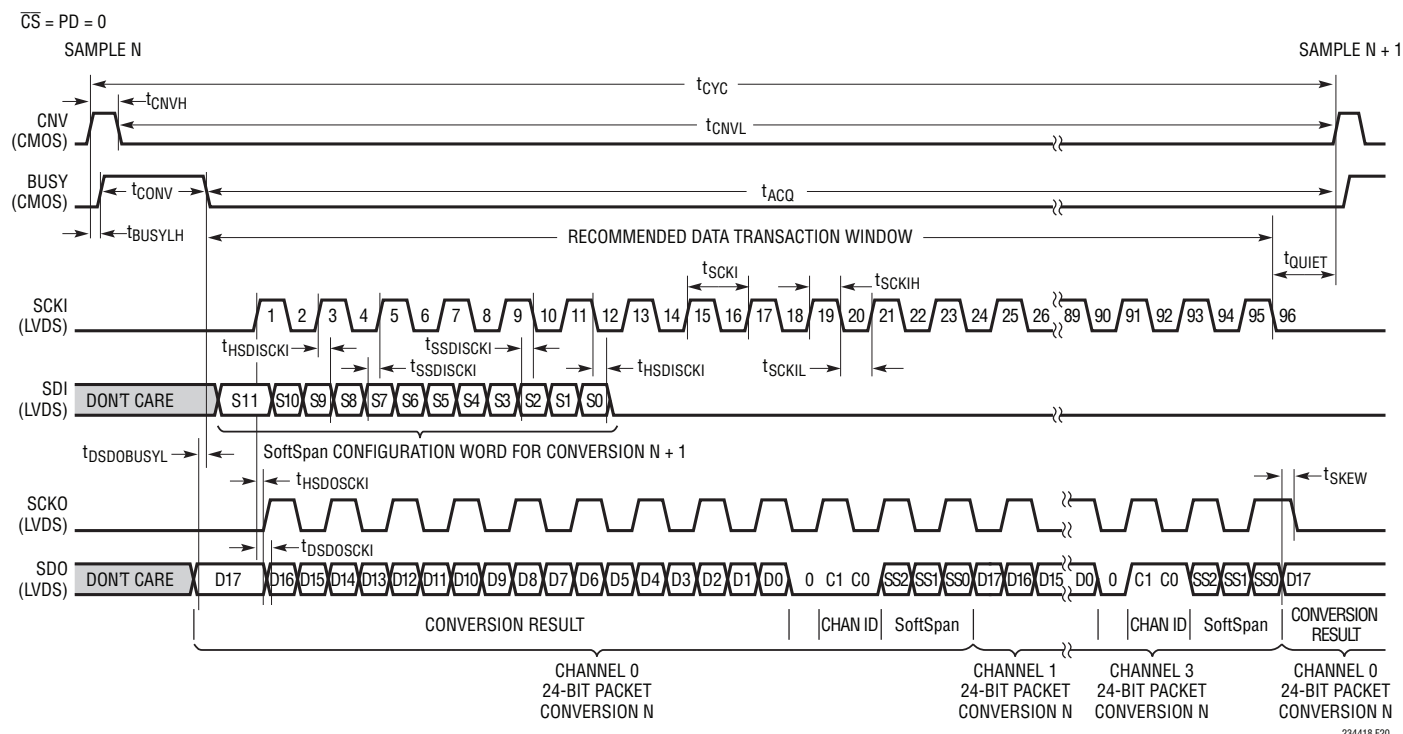 CS = PD = 0
SAMPLE N
SAMPLE N + 1
tCYC
tCNVH
CNV
(CMOS)
tCNVL
BUSY
(CMOS)
tCONV
tACQ
tBUSYLH
RECOMMENDED DATA TRANSACTION WINDOW
tQUIET
tSCKI
tSCKIH
SCKI
(LVDS)
1 2 3 4 5 6 7 8 9 10 11 12 13 14 15 16 17 18 19 20 21 22 23 24 25 26 89 90 91 92 93 94 95 96
tHSDISCKI
tSSDISCKI
tSSDISCKI
tHSDISCKI
tSCKIL
SDI
(LVDS)
DON'T CARE S11 S10 S9 S8 S7 S6 S5 S4 S3 S2 S1 S0
SoftSpan CONFIGURATION WORD FOR CONVERSION N + 1
tDSDOBUSYL
tHSDOSCKI
SCKO
(LVDS)
tSKEW
tDSDOSCKI
SDO
(LVDS)
DON'T CARE D17 D16 D15 D14 D13 D12 D11 D10 D9 D8 D7 D6 D5 D4 D3 D2 D1 D0 0 C1 C0 SS2 SS1 SS0 D17 D16 D15 D0 0 C1 C0 SS2 SS1 SS0 D17
CONVERSION RESULT
CHAN ID
SoftSpan
CHAN ID
SoftSpan
CONVERSION
RESULT
CHANNEL 0
24-BIT PACKET
CONVERSION N
CHANNEL 1
24-BIT PACKET
CONVERSION N
CHANNEL 3
24-BIT PACKET
CONVERSION N
CHANNEL 0
24-BIT PACKET
CONVERSION N
234418 F20